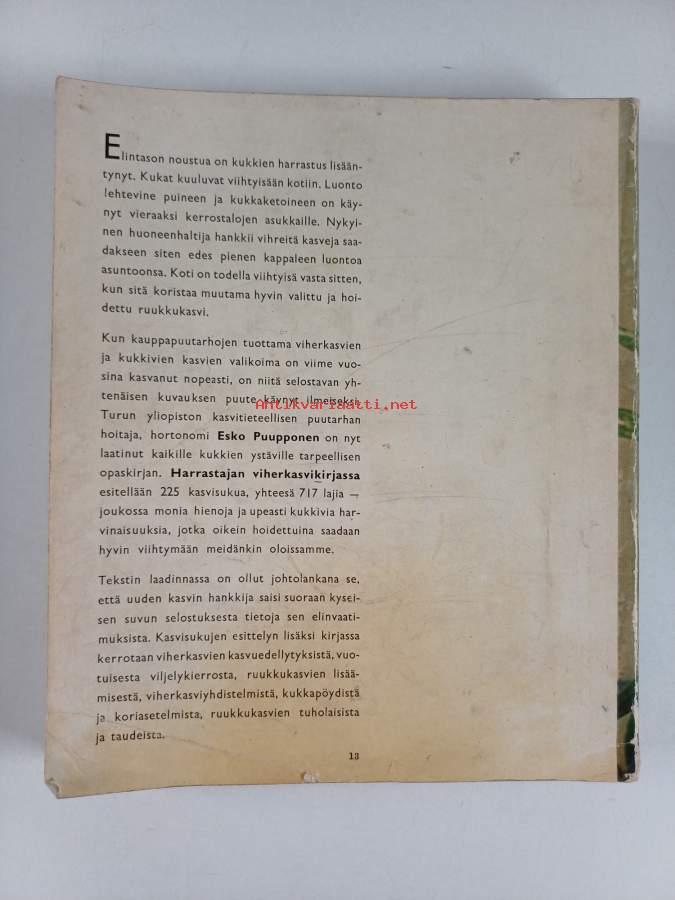 Elintason noustua on kukkien harrastus lisään-
tynyt. Kukat kuuluvat viihtyisään kotiin. Luonto
lehtevine puineen ja kukkaketoineen on käy-
nyt vieraaksi kerrostalojen asukkaille. Nykyi-
nen huoneenhaltija hankkii vihreitä kasveja saa-
dakseen siten edes pienen kappaleen luontoa
asuntoonsa. Koti on todella viihtyisä vasta sitten,
kun sitä koristaa muutama hyvin valittu ja hoi-
dettu ruukkukasvi.
Kun kauppapuutarhojen tuottama viherkasvien
ja kukkivien kasvien valikoima on viime vuo-
sina kasvanut nopeasti, on niitä selostavan yh-
tenäisen kuvauksen puute käynyt ilmeiseksi.
Antikvariaatti.net
Turun yliopiston kasvitieteellisen puutarhan
hoitaja, hortonomi Esko Puupponen on nyt
laatinut kaikille kukkien ystäville tarpeellisen
opaskirjan. Harrastajan viherkasvikirjassa
esitellään 225 kasvisukua, yhteesä 717 lajia —
joukossa monia hienoja ja upeasti kukkivia har-
vinaisuuksia, jotka oikein hoidettuina saadaan
hyvin viihtymään meidänkin oloissamme.
Tekstin laadinnassa on ollut johtolankana se,
että uuden kasvin hankkija saisi suoraan kysei-
sen suvun selostuksesta tietoja sen elinvaati-
muksista. Kasvisukujen esittelyn lisäksi kirjassa
kerrotaan viherkasvien kasvuedellytyksistä, vuo-
tuisesta viljelykierrosta, ruukkukasvien lisää-
misestä, viherkasviyhdistelmistä, kukkapöydistä
ja koriasetelmista, ruukkukasvien tuholaisista
ja taudeista.
13